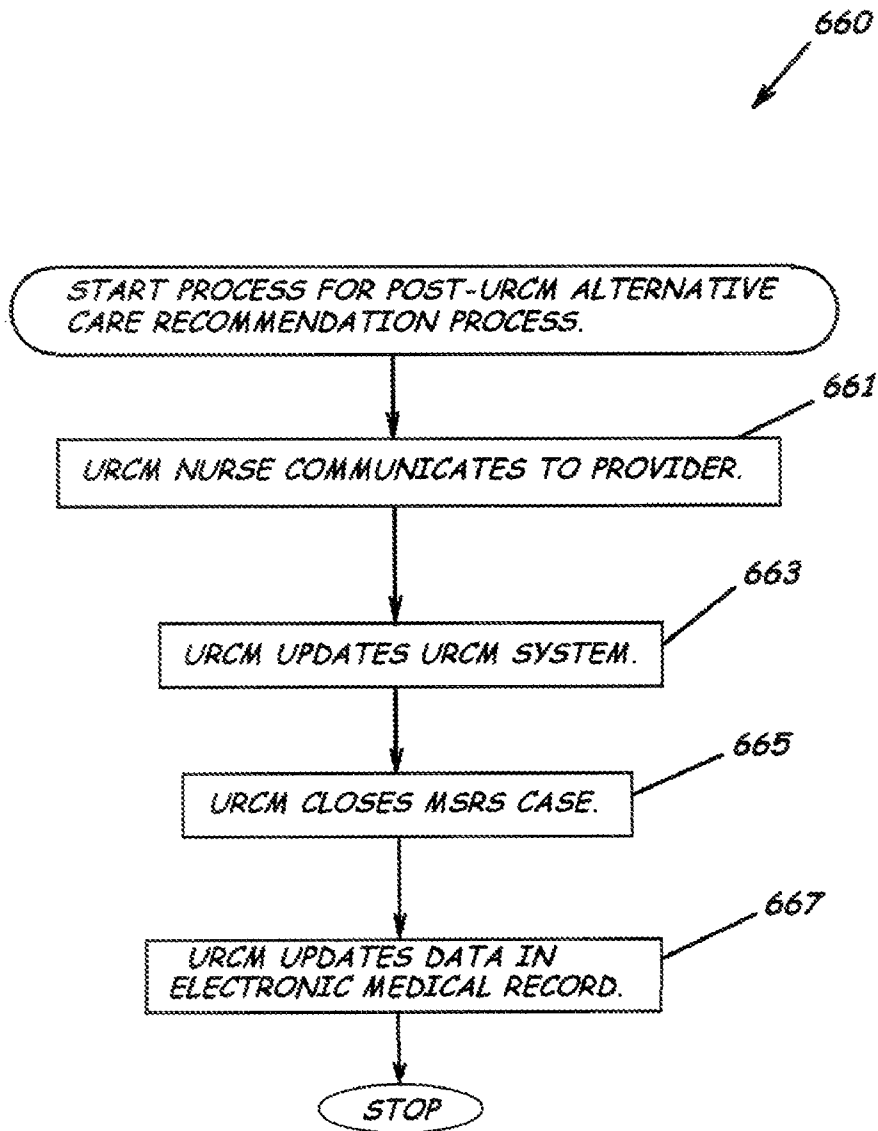 660
START PROCESS FOR POST-URCM ALTERNATIVE
CARE RECOMMENDATION PROCESS.
661
URCM NURSE COMMUNICATES TO PROVIDER.
663
URCM UPDATES URCM SYSTEM.
665
URCM CLOSES MSRS CASE.
667
URCM UPDATES DATA IN
ELECTRONIC MEDICAL RECORD.
STOP